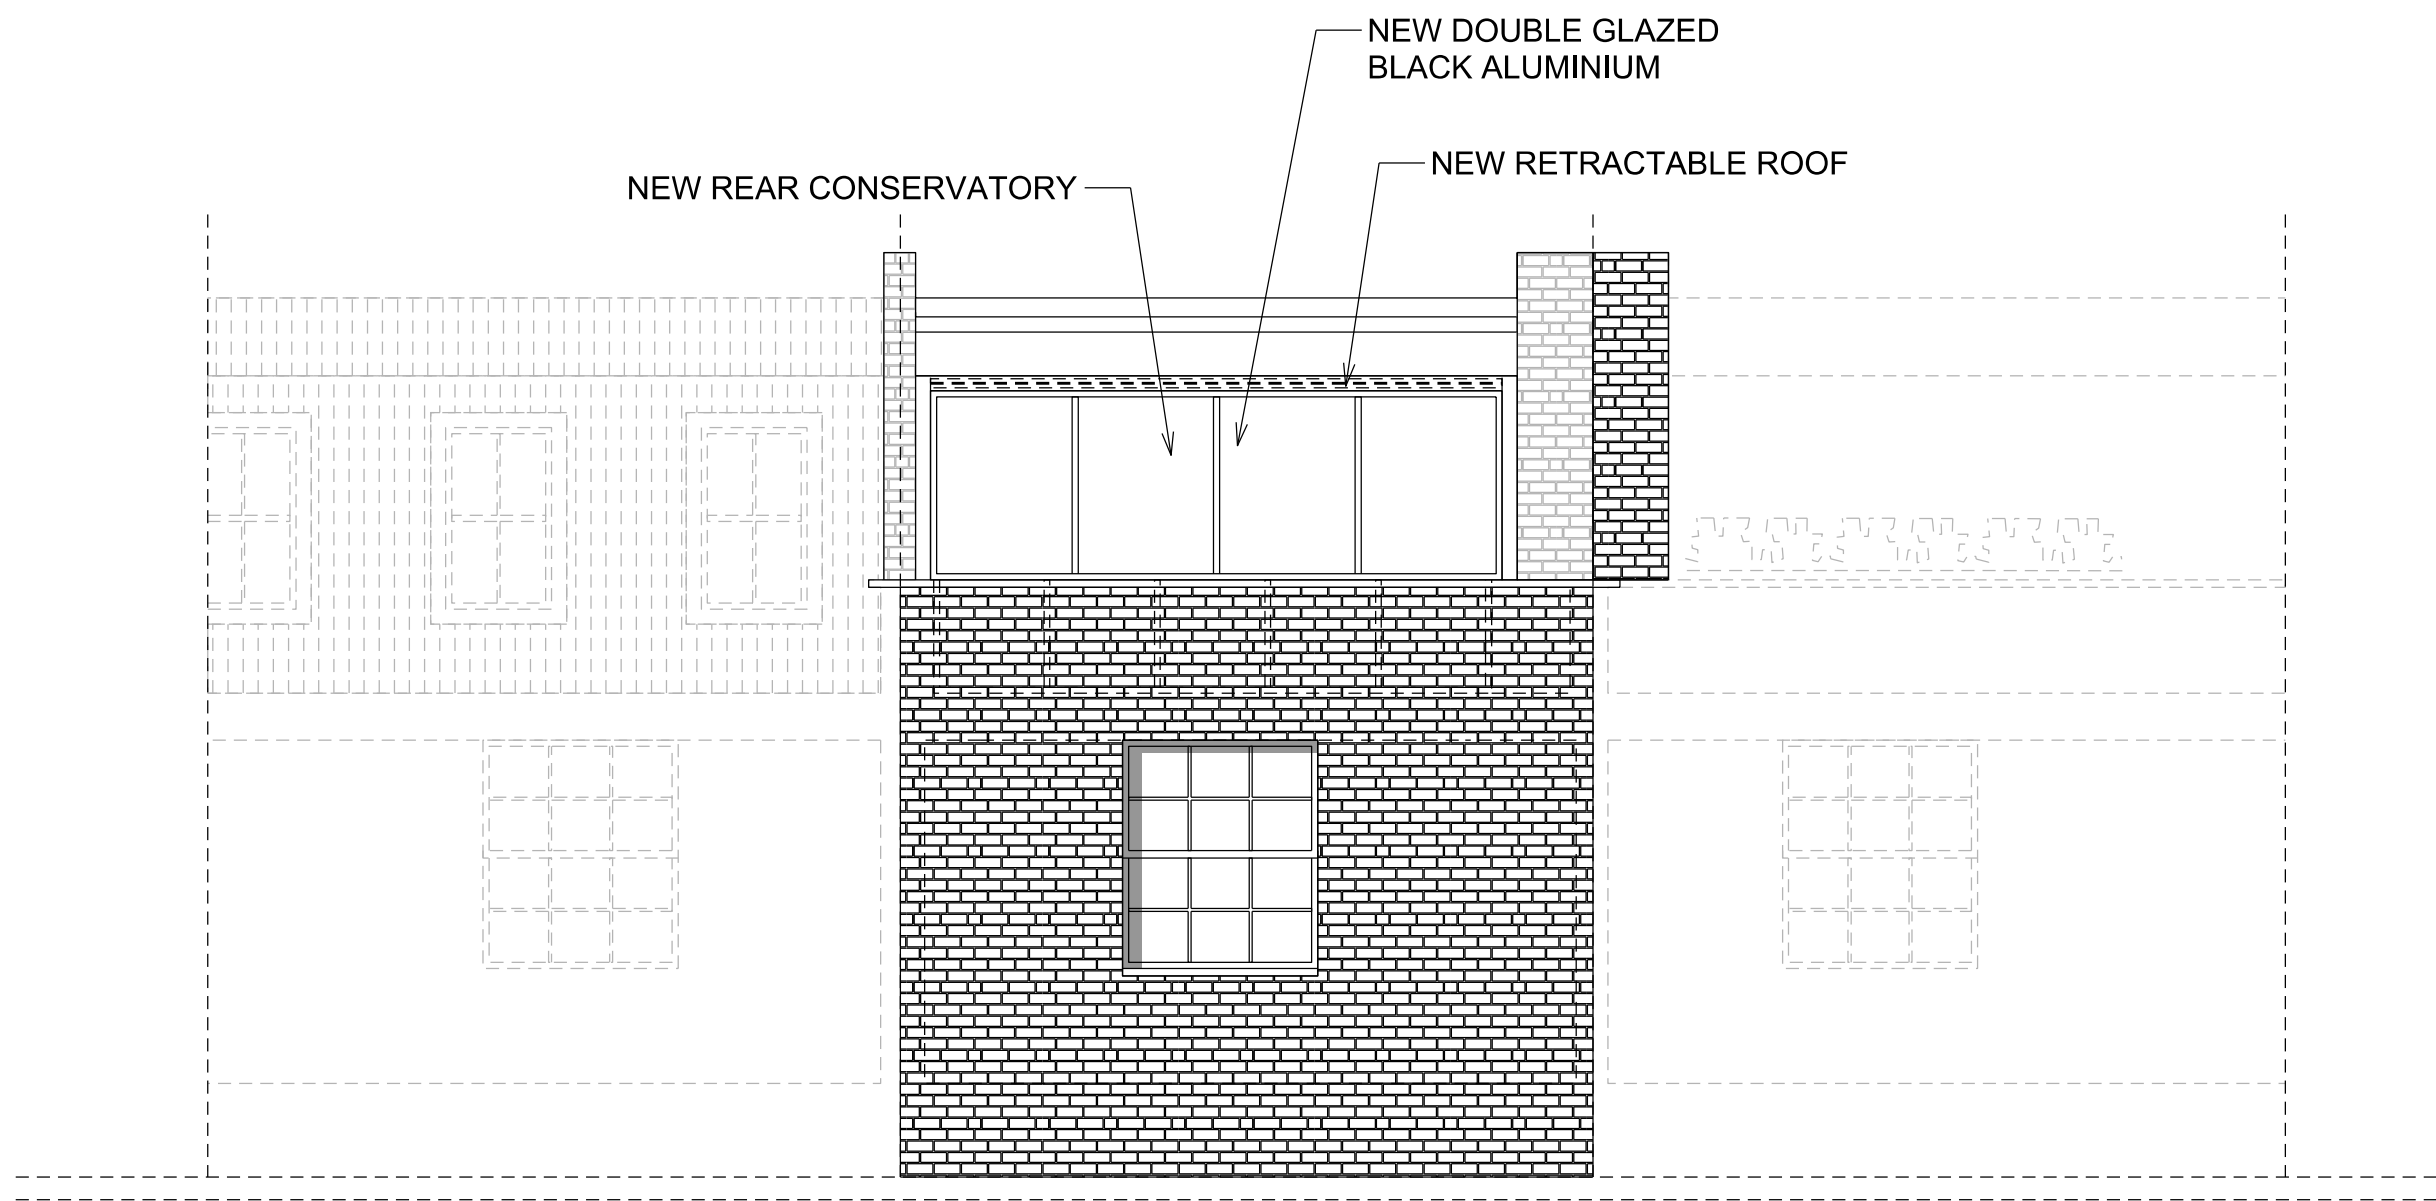 NEW DOUBLE GLAZED
BLACK ALUMINIUM
NEW RETRACTABLE ROOF
NEW REAR CONSERVATORY